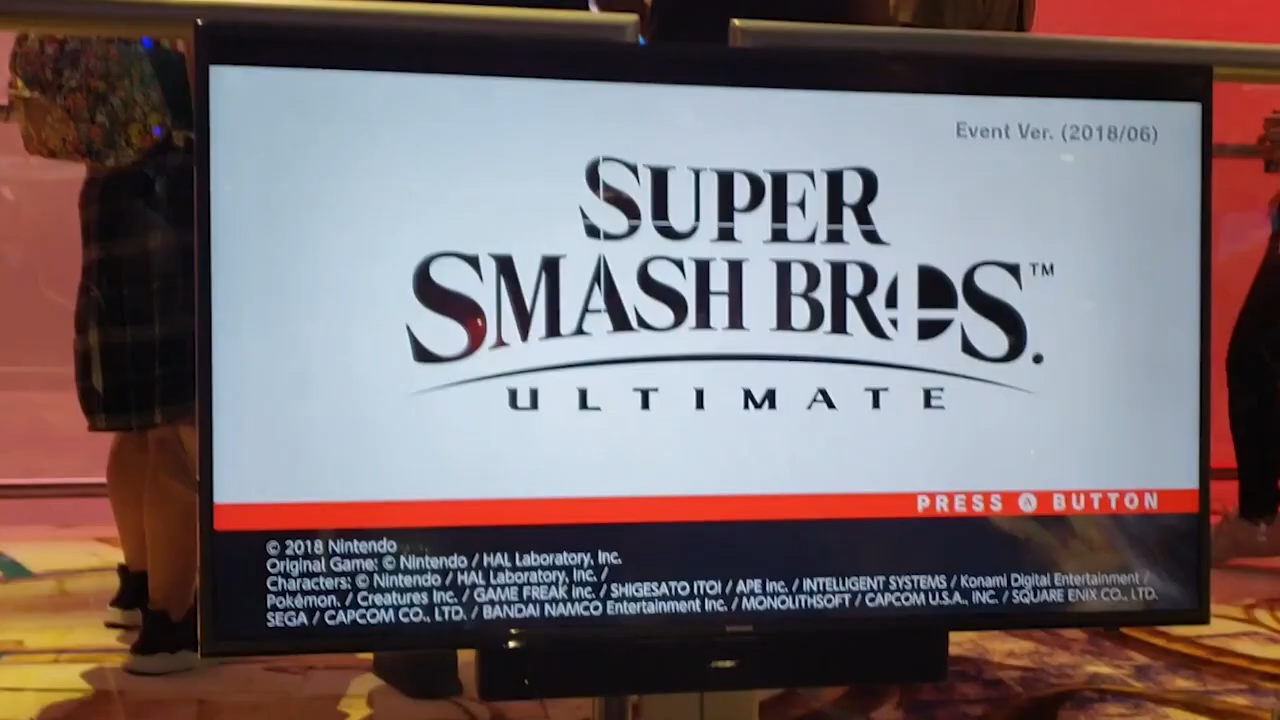 Event Ver. (2018/06)
SUPER
SMASH BROS.™
ULTIMATE
PRESS Ⓐ BUTTON
© 2018 Nintendo
Original Game: © Nintendo / HAL Laboratory, Inc.
Characters: © Nintendo / HAL Laboratory, Inc. /
Pokémon. / Creatures Inc. / GAME FREAK inc. / SHIGESATO ITOI / APE inc. / INTELLIGENT SYSTEMS / Konami Digital Entertainment /
SEGA / CAPCOM CO., LTD. / BANDAI NAMCO Entertainment Inc. / MONOLITHSOFT / CAPCOM U.S.A., INC. / SQUARE ENIX CO., LTD.